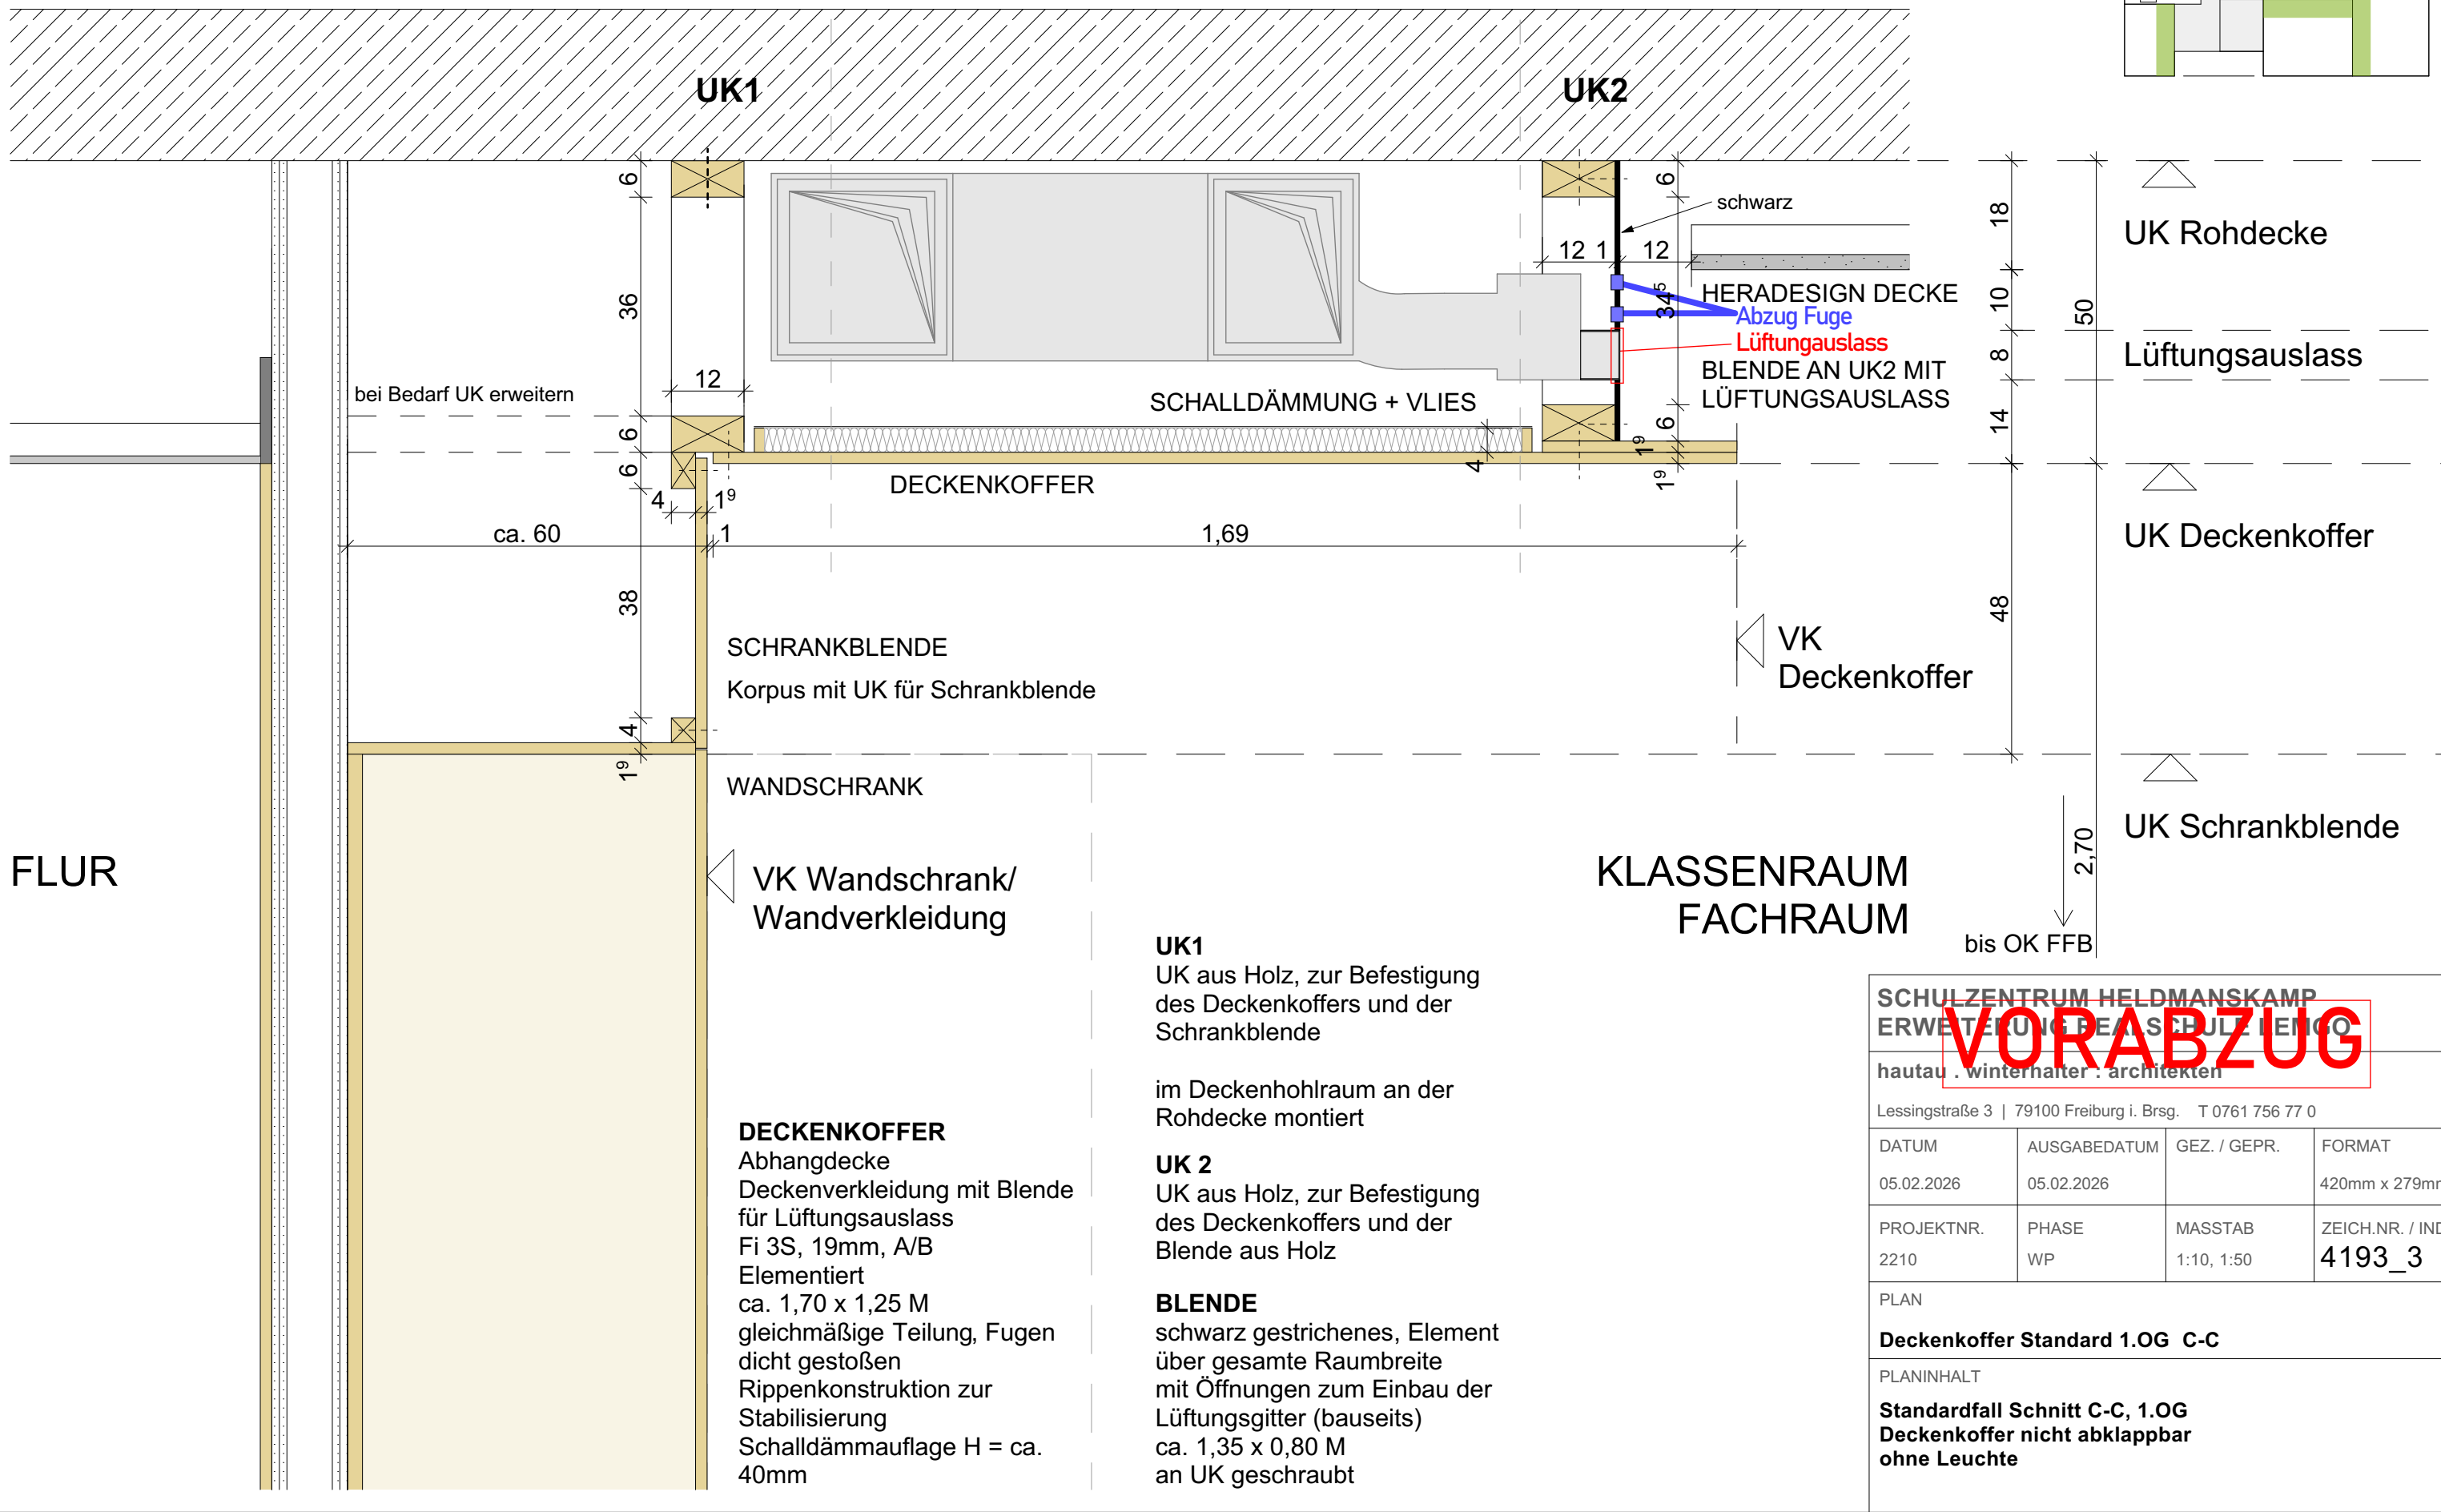 UK1
UK2
6
36
6
6
38
4
1⁹
12
4
1⁹
ca. 60
1
1,69
bei Bedarf UK erweitern
SCHALLDÄMMUNG + VLIES
DECKENKOFFER
4
schwarz
12 1 12
6
34⁵
6
1⁹
1⁹
HERADESIGN DECKE
Abzug Fuge
Lüftungauslass
BLENDE AN UK2 MIT
LÜFTUNGSAUSLASS
18
10
8
14
48
50
2,70
bis OK FFB
UK Rohdecke
Lüftungsauslass
UK Deckenkoffer
UK Schrankblende
VK
Deckenkoffer
SCHRANKBLENDE
Korpus mit UK für Schrankblende
WANDSCHRANK
FLUR
VK Wandschrank/
Wandverkleidung
KLASSENRAUM
FACHRAUM
DECKENKOFFER
Abhangdecke
Deckenverkleidung mit Blende
für Lüftungsauslass
Fi 3S, 19mm, A/B
Elementiert
ca. 1,70 x 1,25 M
gleichmäßige Teilung, Fugen
dicht gestoßen
Rippenkonstruktion zur
Stabilisierung
Schalldämmauflage H = ca.
40mm
UK1
UK aus Holz, zur Befestigung
des Deckenkoffers und der
Schrankblende
im Deckenhohlraum an der
Rohdecke montiert
UK 2
UK aus Holz, zur Befestigung
des Deckenkoffers und der
Blende aus Holz
BLENDE
schwarz gestrichenes, Element
über gesamte Raumbreite
mit Öffnungen zum Einbau der
Lüftungsgitter (bauseits)
ca. 1,35 x 0,80 M
an UK geschraubt
SCHULZENTRUM HELDMANSKAMP
ERWEITERUNG REALSCHULE LEMGO
VORABZUG
hautau . winterhalter : architekten
Lessingstraße 3 | 79100 Freiburg i. Brsg. T 0761 756 77 0
DATUM AUSGABEDATUM GEZ. / GEPR. FORMAT
05.02.2026 05.02.2026 420mm x 279mm
PROJEKTNR. PHASE MASSTAB ZEICH.NR. / IND
2210 WP 1:10, 1:50 4193_3
PLAN
Deckenkoffer Standard 1.OG C-C
PLANINHALT
Standardfall Schnitt C-C, 1.OG
Deckenkoffer nicht abklappbar
ohne Leuchte